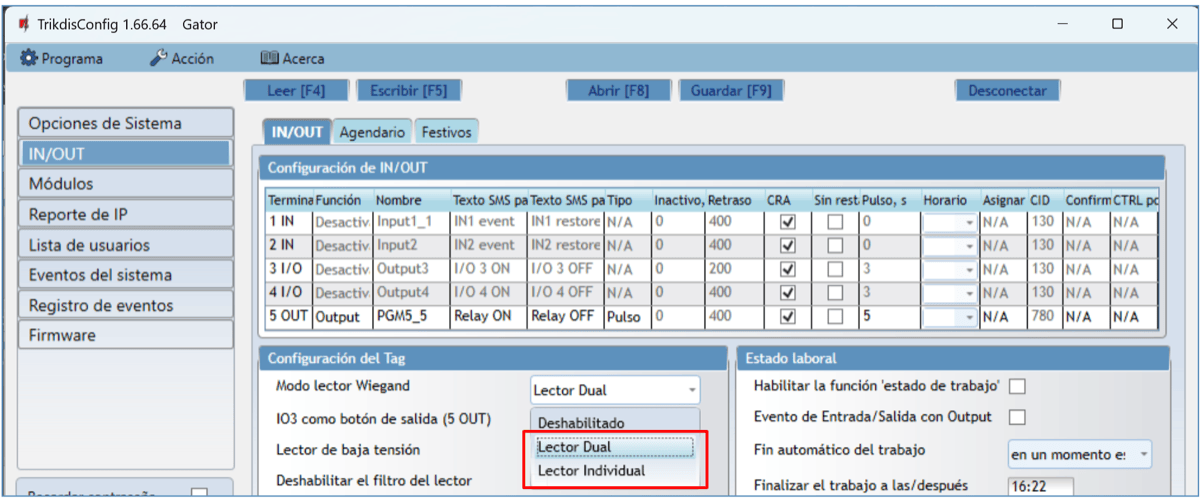 TrikdisConfig 1.66.64 Gator
Programa Acción Acerca
Leer [F4] Escribir [F5] Abrir [F8] Guardar [F9] Desconectar
Opciones de Sistema
IN/OUT
Módulos
Reporte de IP
Lista de usuarios
Eventos del sistema
Registro de eventos
Firmware
IN/OUT Agendario Festivos
Configuración de IN/OUT
Termina Función Nombre Texto SMS pa Texto SMS pa Tipo Inactivo, Retraso CRA Sin rest Pulso, s Horario Asignar CID Confirm CTRL po
1 IN Desactiv Input1_1 IN1 event IN1 restore N/A 0 400 0 N/A 130 N/A N/A
2 IN Desactiv Input2 IN2 event IN2 restore N/A 0 400 0 N/A 130 N/A N/A
3 I/O Desactiv Output3 I/O 3 ON I/O 3 OFF N/A 0 200 3 N/A 130 N/A N/A
4 I/O Desactiv Output4 I/O 4 ON I/O 4 OFF N/A 0 400 3 N/A 130 N/A N/A
5 OUT Output PGM5_5 Relay ON Relay OFF Pulso 0 400 5 N/A 780 N/A N/A
Configuración del Tag
Modo lector Wiegand Lector Dual
IO3 como botón de salida (5 OUT)
Deshabilitado
Lector de baja tensión
Lector Dual
Lector Individual
Deshabilitar el filtro del lector
Estado laboral
Habilitar la función 'estado de trabajo'
Evento de Entrada/Salida con Output
Fin automático del trabajo en un momento e
Finalizar el trabajo a las/después 16:22